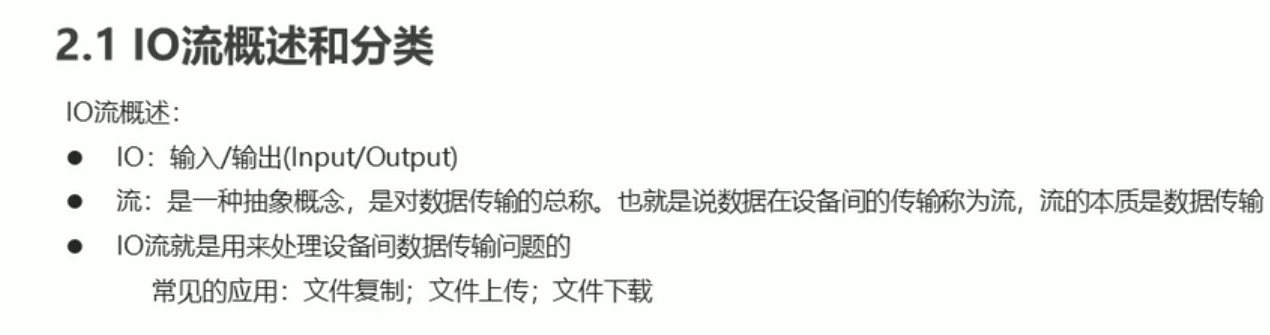 2.1 IO流概述和分类
IO流概述：
● IO：输入/输出(Input/Output)
● 流：是一种抽象概念，是对数据传输的总称。也就是说数据在设备间的传输称为流，流的本质是数据传输
● IO流就是用来处理设备间数据传输问题的
常见的应用：文件复制；文件上传；文件下载